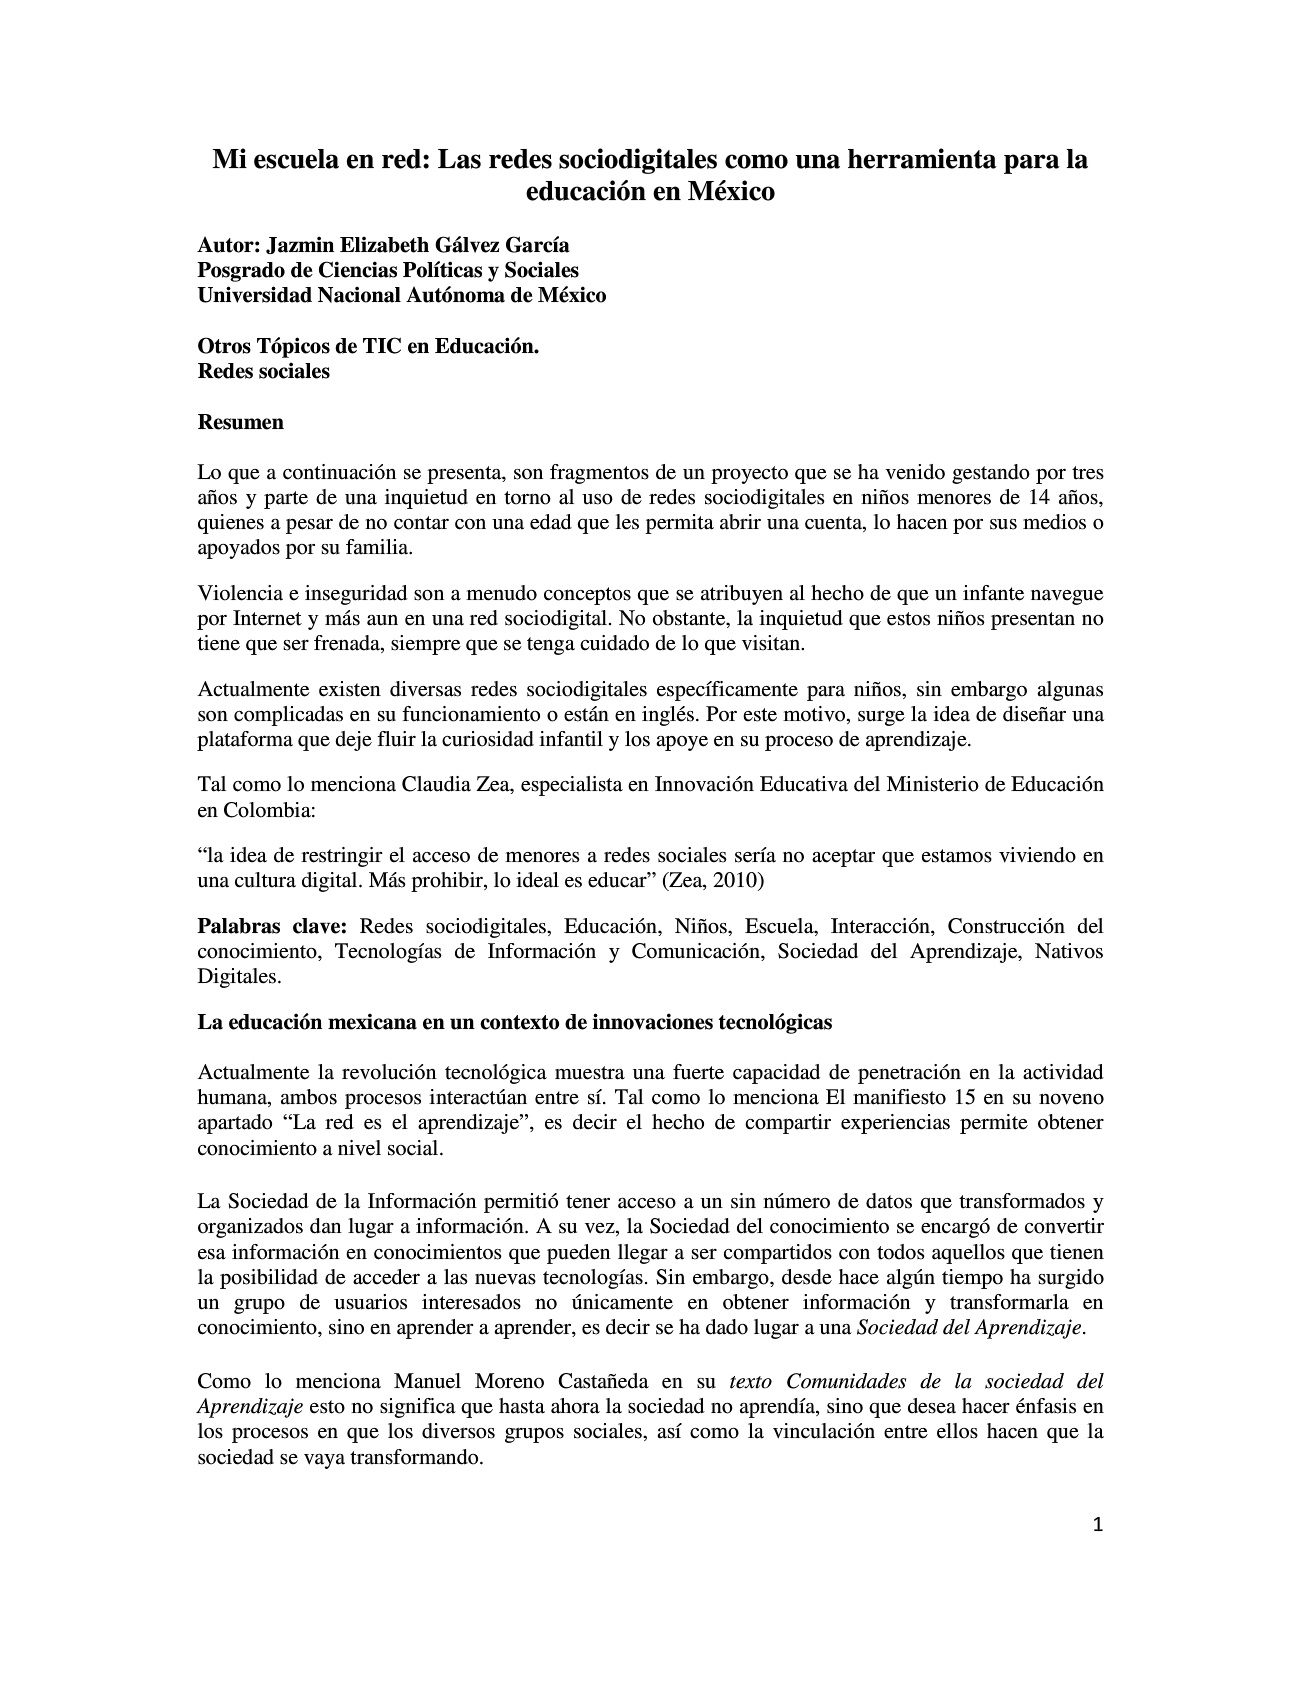 Mi escuela en red: Las redes sociodigitales como una herramienta para la
educación en México
Autor: Jazmin Elizabeth Gálvez García
Posgrado de Ciencias Políticas y Sociales
Universidad Nacional Autónoma de México
Otros Tópicos de TIC en Educación.
Redes sociales
Resumen
Lo que a continuación se presenta, son fragmentos de un proyecto que se ha venido gestando por tres
años y parte de una inquietud en torno al uso de redes sociodigitales en niños menores de 14 años,
quienes a pesar de no contar con una edad que les permita abrir una cuenta, lo hacen por sus medios o
apoyados por su familia.
Violencia e inseguridad son a menudo conceptos que se atribuyen al hecho de que un infante navegue
por Internet y más aun en una red sociodigital. No obstante, la inquietud que estos niños presentan no
tiene que ser frenada, siempre que se tenga cuidado de lo que visitan.
Actualmente existen diversas redes sociodigitales específicamente para niños, sin embargo algunas
son complicadas en su funcionamiento o están en inglés. Por este motivo, surge la idea de diseñar una
plataforma que deje fluir la curiosidad infantil y los apoye en su proceso de aprendizaje.
Tal como lo menciona Claudia Zea, especialista en Innovación Educativa del Ministerio de Educación
en Colombia:
“la idea de restringir el acceso de menores a redes sociales sería no aceptar que estamos viviendo en
una cultura digital. Más prohibir, lo ideal es educar” (Zea, 2010)
Palabras clave: Redes sociodigitales, Educación, Niños, Escuela, Interacción, Construcción del
conocimiento, Tecnologías de Información y Comunicación, Sociedad del Aprendizaje, Nativos
Digitales.
La educación mexicana en un contexto de innovaciones tecnológicas
Actualmente la revolución tecnológica muestra una fuerte capacidad de penetración en la actividad
humana, ambos procesos interactúan entre sí. Tal como lo menciona El manifiesto 15 en su noveno
apartado “La red es el aprendizaje”, es decir el hecho de compartir experiencias permite obtener
conocimiento a nivel social.
La Sociedad de la Información permitió tener acceso a un sin número de datos que transformados y
organizados dan lugar a información. A su vez, la Sociedad del conocimiento se encargó de convertir
esa información en conocimientos que pueden llegar a ser compartidos con todos aquellos que tienen
la posibilidad de acceder a las nuevas tecnologías. Sin embargo, desde hace algún tiempo ha surgido
un grupo de usuarios interesados no únicamente en obtener información y transformarla en
conocimiento, sino en aprender a aprender, es decir se ha dado lugar a una Sociedad del Aprendizaje.
Como lo menciona Manuel Moreno Castañeda en su texto Comunidades de la sociedad del
Aprendizaje esto no significa que hasta ahora la sociedad no aprendía, sino que desea hacer énfasis en
los procesos en que los diversos grupos sociales, así como la vinculación entre ellos hacen que la
sociedad se vaya transformando.
1